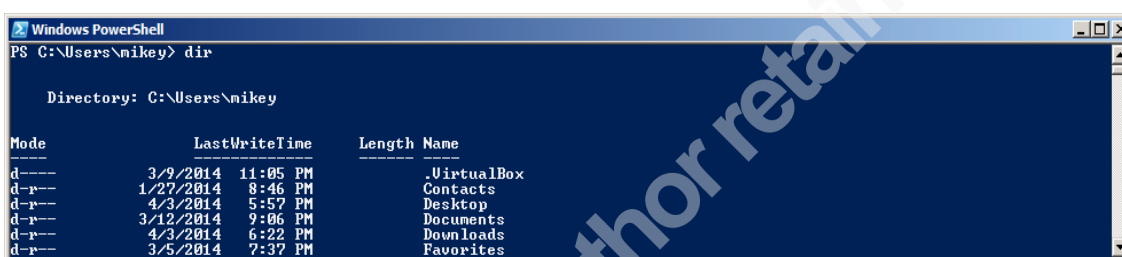 Windows PowerShell
PS C:\Users\mikey> dir
Directory: C:\Users\mikey
Mode LastWriteTime Length Name
---- ------------- ------ ----
d---- 3/9/2014 11:05 PM .VirtualBox
d-r-- 1/27/2014 8:46 PM Contacts
d-r-- 4/3/2014 5:57 PM Desktop
d-r-- 3/12/2014 9:06 PM Documents
d-r-- 4/3/2014 6:22 PM Downloads
d-r-- 3/5/2014 7:37 PM Favorites
thor retain